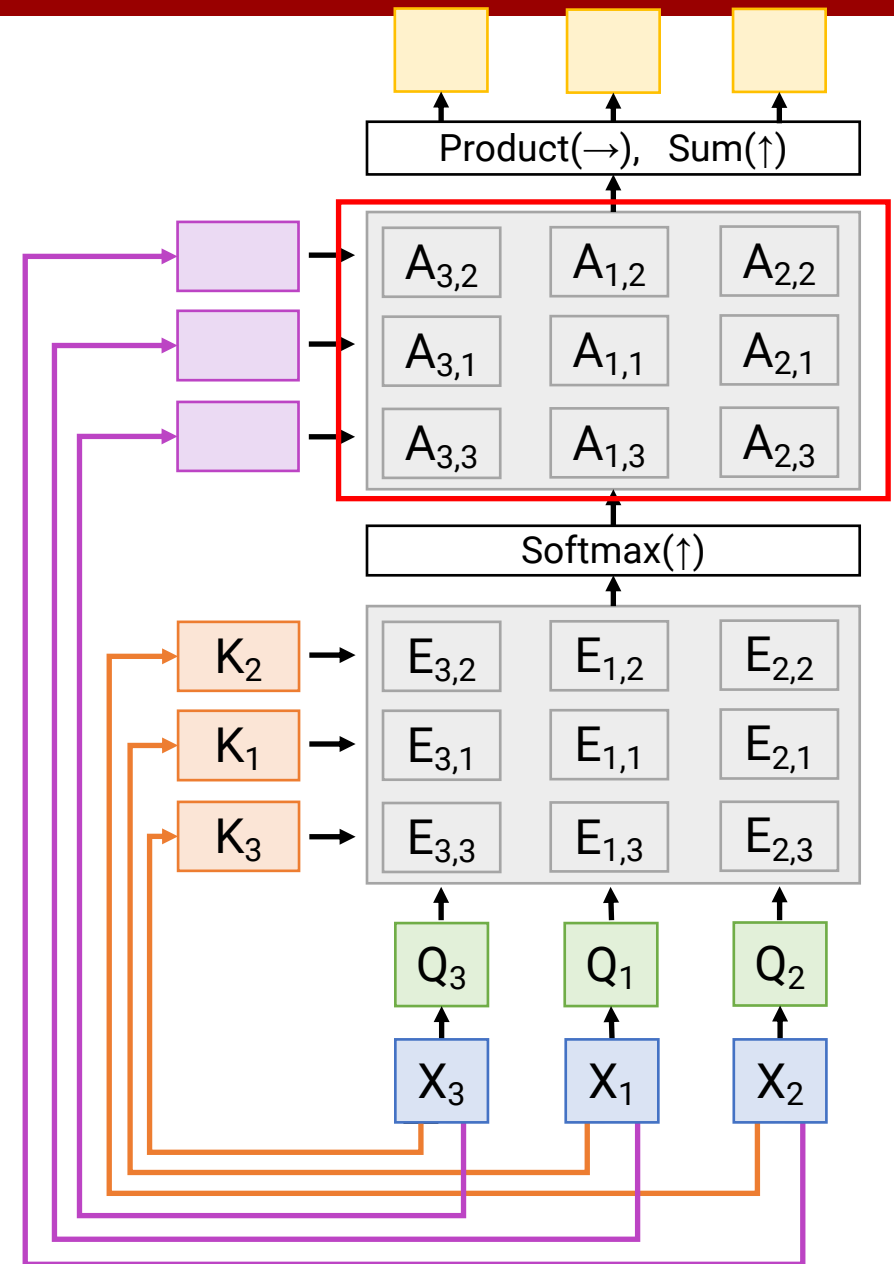 Product(→), Sum(↑)
A3,2 A1,2 A2,2
A3,1 A1,1 A2,1
A3,3 A1,3 A2,3
Softmax(↑)
K2 E3,2 E1,2 E2,2
K1 E3,1 E1,1 E2,1
K3 E3,3 E1,3 E2,3
Q3 Q1 Q2
X3 X1 X2